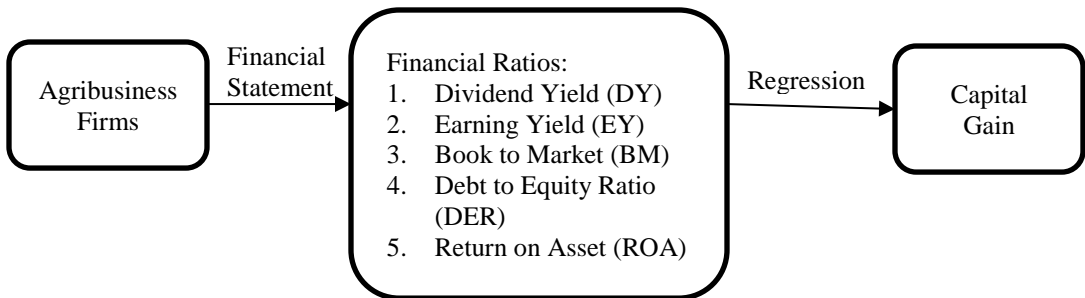 Agribusiness
Firms
Financial
Statement
Financial Ratios:
1. Dividend Yield (DY)
2. Earning Yield (EY)
3. Book to Market (BM)
4. Debt to Equity Ratio
(DER)
5. Return on Asset (ROA)
Regression
Capital
Gain